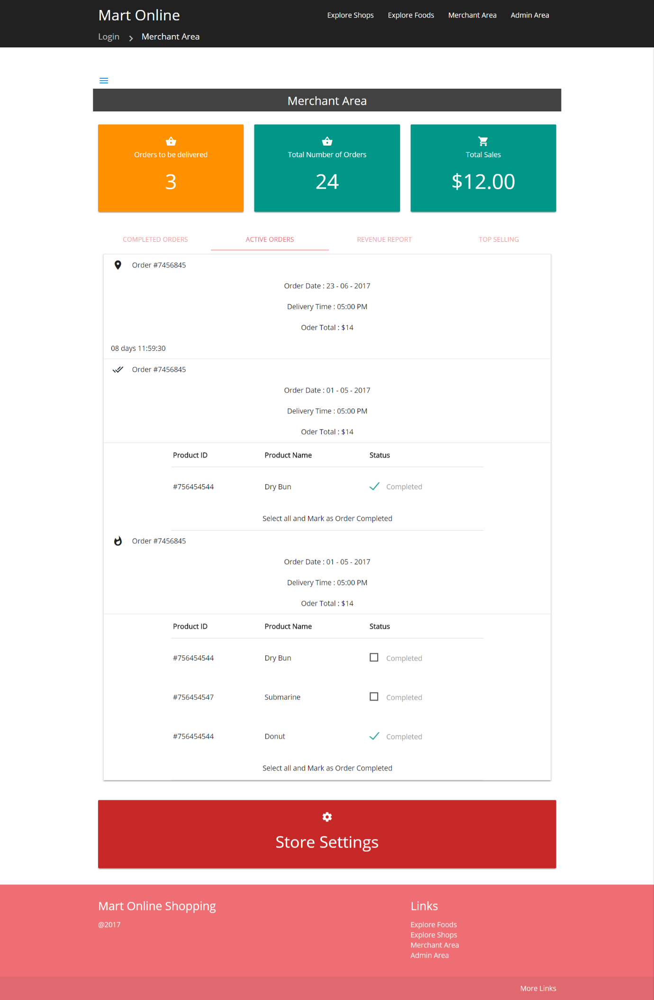 Mart Online
Explore Shops Explore Foods Merchant Area Admin Area
Login Merchant Area
Merchant Area
Orders to be delivered
3
Total Number of Orders
24
Total Sales
$12.00
COMPLETED ORDERS ACTIVE ORDERS REVENUE REPORT TOP SELLING
Order #7456845
Order Date : 23 - 06 - 2017
Delivery Time : 05:00 PM
Oder Total : $14
08 days 11:59:30
Order #7456845
Order Date : 01 - 05 - 2017
Delivery Time : 05:00 PM
Oder Total : $14
Product ID Product Name Status
#756454544 Dry Bun Completed
Select all and Mark as Order Completed
Order #7456845
Order Date : 01 - 05 - 2017
Delivery Time : 05:00 PM
Oder Total : $14
Product ID Product Name Status
#756454544 Dry Bun Completed
#756454547 Submarine Completed
#756454544 Donut Completed
Select all and Mark as Order Completed
Store Settings
Mart Online Shopping
@2017
Links
Explore Foods
Explore Shops
Merchant Area
Admin Area
More Links